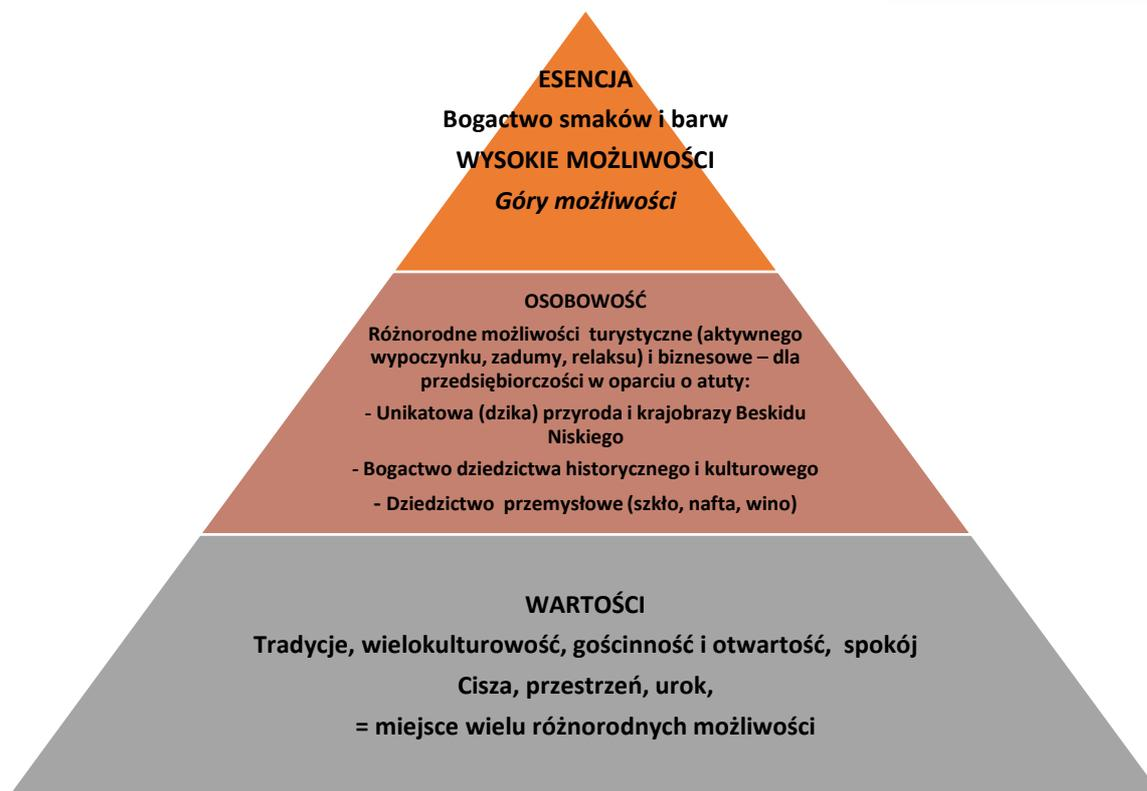 ESENCJA
Bogactwo smaków i barw
WYSOKIE MOŻLIWOŚCI
Góry możłiwości
OSOBOWOŚĆ
Różnorodne możliwości turystyczne (aktywnego
wypoczynku, zadumy, relaksu) i biznesowe – dla
przedsiębiorczości w oparciu o atuty:
- Unikatowa (dzika) przyroda i krajobrazy Beskidu
Niskiego
- Bogactwo dziedzictwa historycznego i kulturowego
- Dziedzictwo przemysłowe (szkło, nafta, wino)
WARTOŚCI
Tradycje, wielokulturowość, gościnność i otwartość, spokój
Cisza, przestrzeń, urok,
= miejsce wielu różnorodnych możliwości